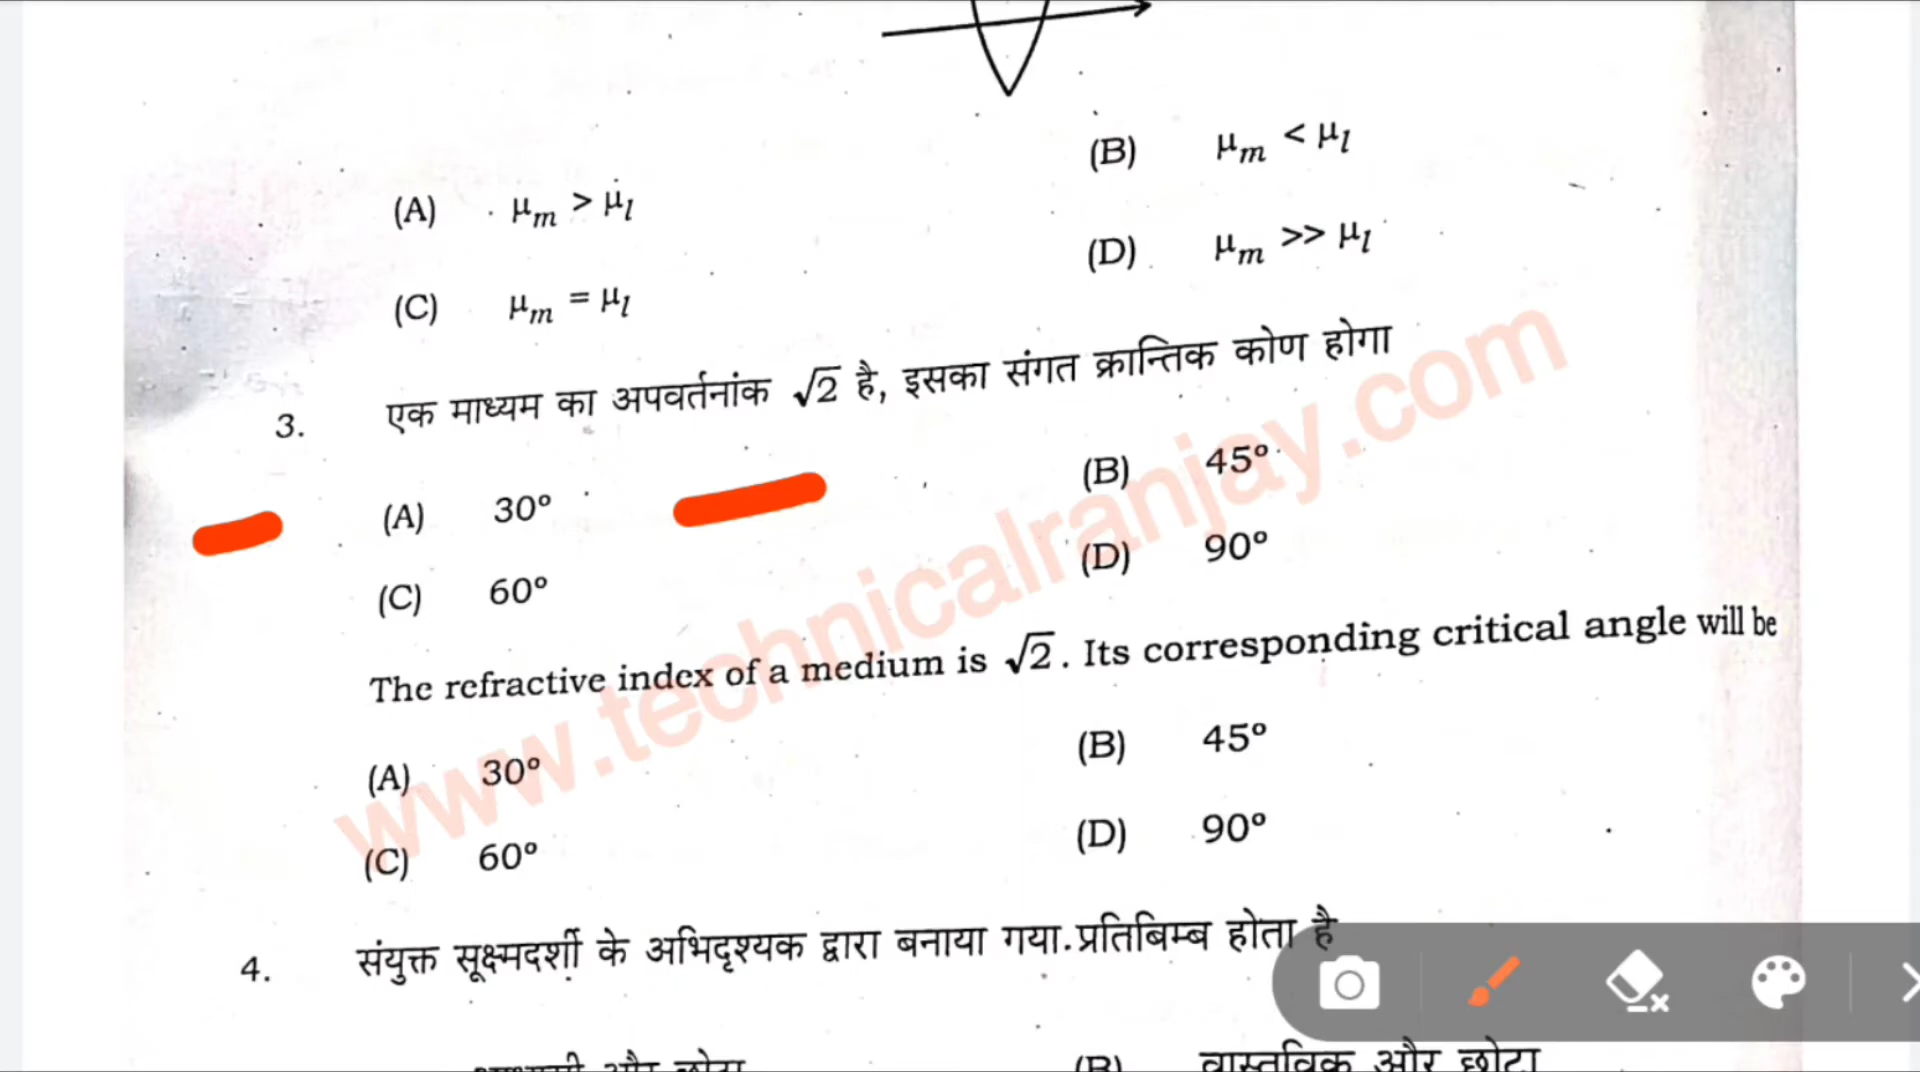 (B) μm < μl
(A) μm > μl
(D) μm >> μl
(C) μm = μl
3. एक माध्यम का अपवर्तनांक √2 है, इसका संगत क्रान्तिक कोण होगा
(A) 30° (B) 45°
(C) 60° (D) 90°
The refractive index of a medium is √2. Its corresponding critical angle will be
(A) 30° (B) 45°
(C) 60° (D) 90°
www.technicalranjay.com
4. संयुक्त सूक्ष्मदर्शी के अभिदृश्यक द्वारा बनाया गया प्रतिबिम्ब होता है
(B) वास्तविक और छोटा